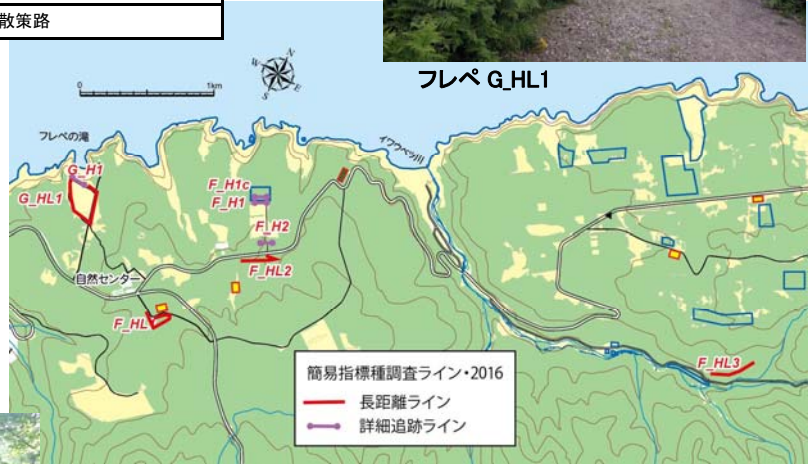 散策路
フレペ G_HL1
N
W
E
S
0 1km
フレペの滝
イワウベツ川
G_H1
G_HL1
F_H1c
F_H1
F_H2
F_HL2
自然センター
F_HL
F_HL3
簡易指標種調査ライン・2016
長距離ライン
詳細追跡ライン